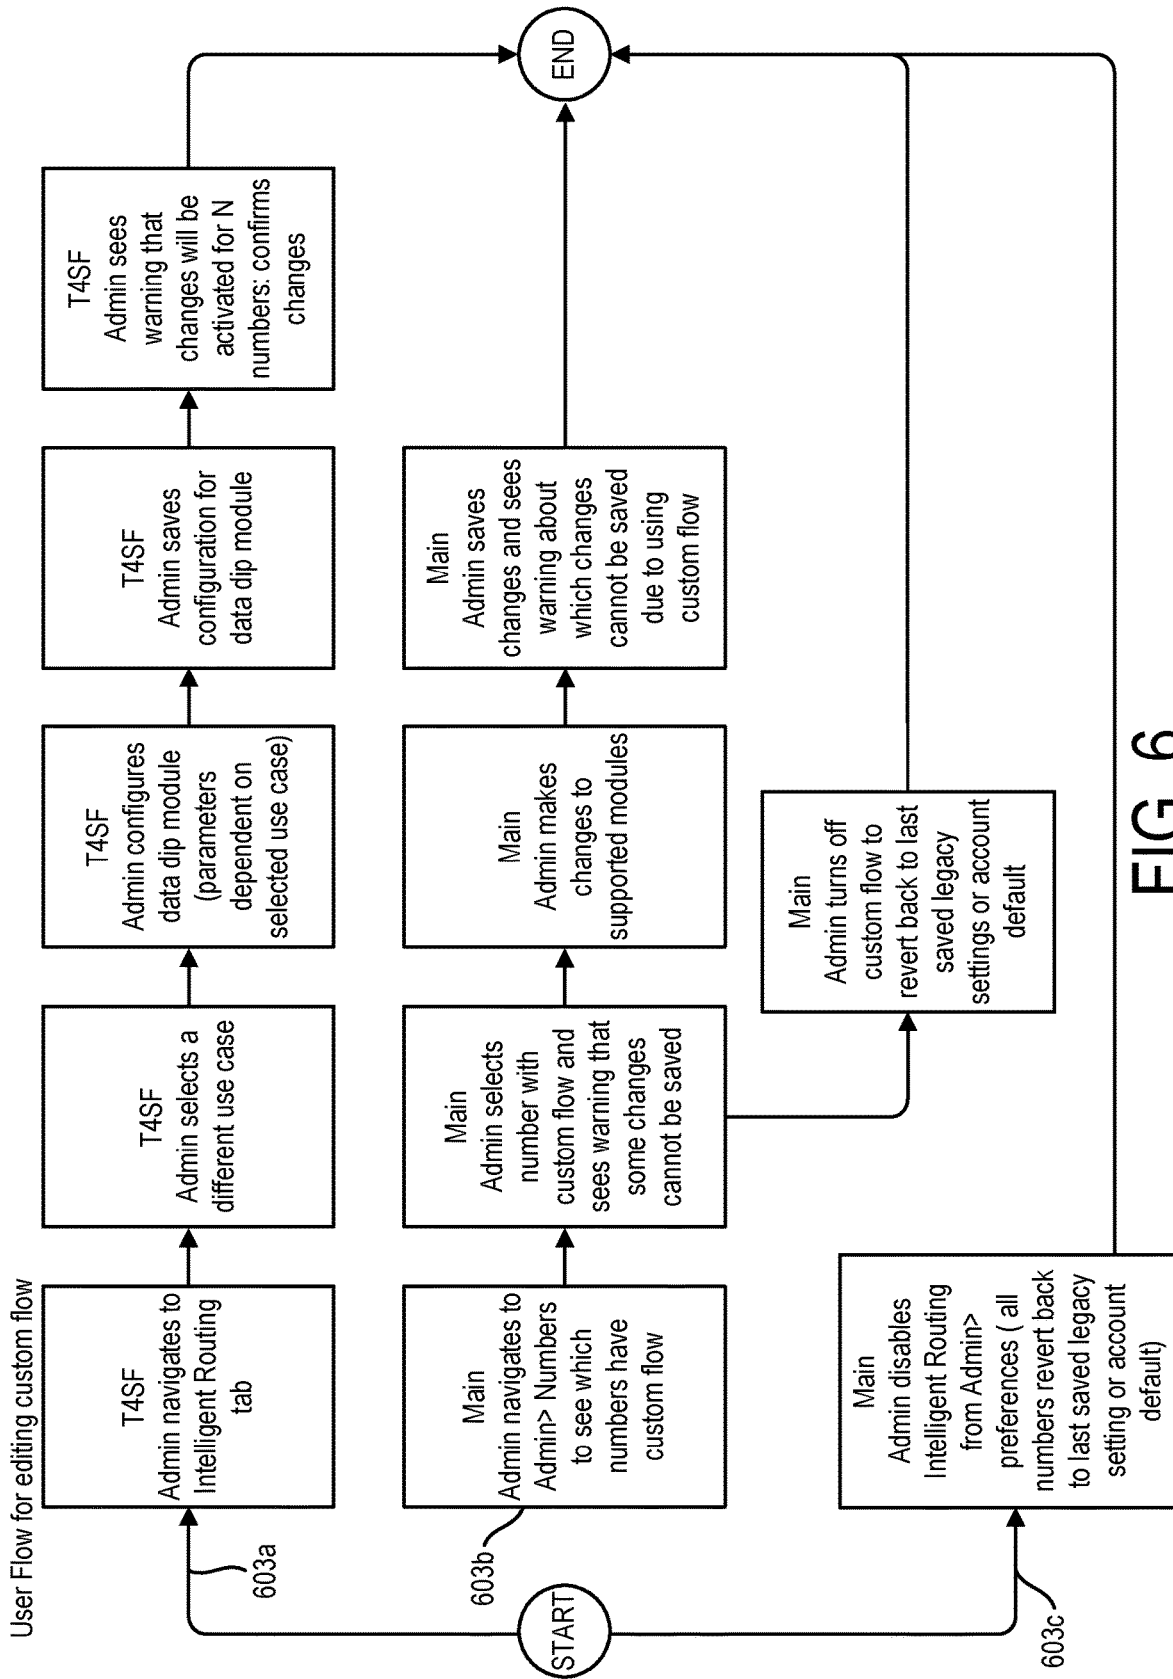 User Flow for editing custom flow
START
603a
T4SF
Admin navigates to
Intelligent Routing
tab
T4SF
Admin selects a
different use case
T4SF
Admin configures
data dip module
(parameters
dependent on
selected use case)
T4SF
Admin saves
configuration for
data dip module
T4SF
Admin sees
warning that
changes will be
activated for N
numbers: confirms
changes
603b
Main
Admin navigates to
Admin> Numbers
to see which
numbers have
custom flow
Main
Admin selects
number with
custom flow and
sees warning that
some changes
cannot be saved
Main
Admin makes
changes to
supported modules
Main
Admin saves
changes and sees
warning about
which changes
cannot be saved
due to using
custom flow
END
Main
Admin turns off
custom flow to
revert back to last
saved legacy
settings or account
default
603c
Main
Admin disables
Intelligent Routing
from Admin>
preferences ( all
numbers revert back
to last saved legacy
setting or account
default)
FIG. 6